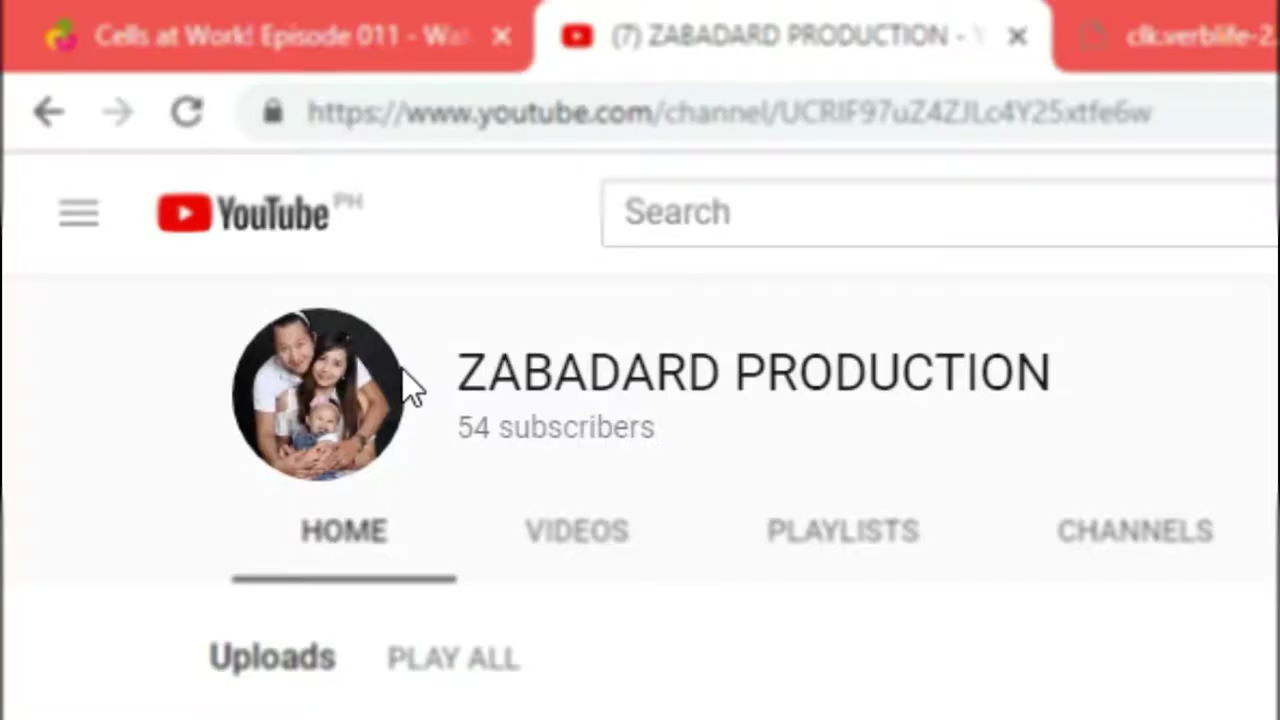 Cells at Work! Episode 011 - Wat
(7) ZABADARD PRODUCTION -
clk.verblife-2.
https://www.youtube.com/channel/UCRIF97uZ4ZJLc4Y25xtfe6w
YouTube PH
Search
ZABADARD PRODUCTION
54 subscribers
HOME VIDEOS PLAYLISTS CHANNELS
Uploads PLAY ALL